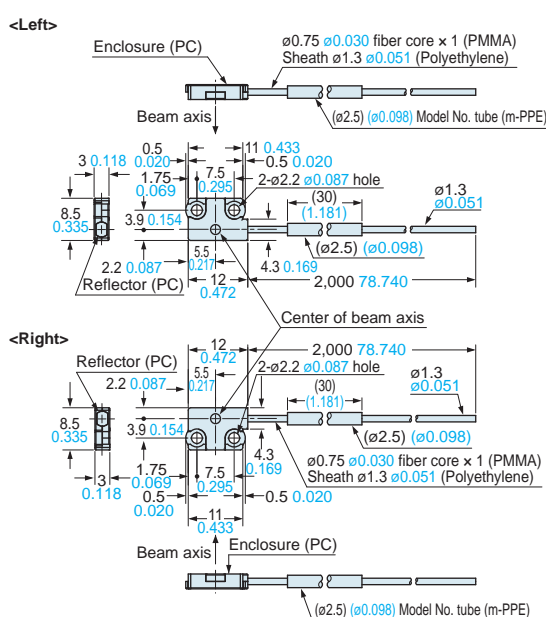 <Left>
Enclosure (PC)
ø0.75 ø0.030 fiber core × 1 (PMMA)
Sheath ø1.3 ø0.051 (Polyethylene)
(ø2.5) (ø0.098) Model No. tube (m-PPE)
Beam axis
0.5 0.020
11 0.433
3 0.118
0.5 0.020
1.75 0.069
7.5 0.295
2-ø2.2 ø0.087 hole
(30) (1.181)
ø1.3 ø0.051
8.5 0.335
3.9 0.154
(ø2.5) (ø0.098)
5.5 0.217
4.3 0.169
2.2 0.087
2,000 78.740
Reflector (PC)
12 0.472
Center of beam axis
<Right>
12 0.472
2,000 78.740
Reflector (PC)
2-ø2.2 ø0.087 hole
5.5 0.217
2.2 0.087
(30) (1.181)
ø1.3 ø0.051
8.5 0.335
3.9 0.154
(ø2.5) (ø0.098)
4.3 0.169
ø0.75 ø0.030 fiber core × 1 (PMMA)
Sheath ø1.3 ø0.051 (Polyethylene)
1.75 0.069
7.5 0.295
3 0.118
0.5 0.020
0.5 0.020
11 0.433
Beam axis
Enclosure (PC)
(ø2.5) (ø0.098) Model No. tube (m-PPE)